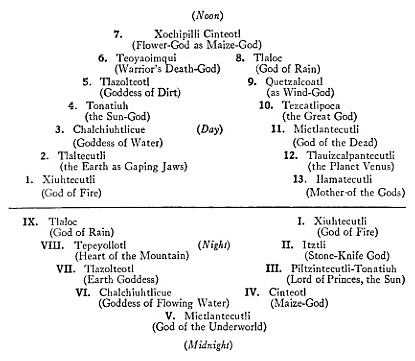 (Noon)
7. Xochipilli Cinteotl
(Flower-God as Maize-God)
6. Teoyaoimqui 8. Tlaloc
(Warrior's Death-God) (God of Rain)
5. Tlazolteotl 9. Quetzalcoatl
(Goddess of Dirt) (as Wind-God)
4. Tonatiuh 10. Tezcatlipoca
(the Sun-God) (the Great God)
3. Chalchiuhtlicue (Day) 11. Mictlantecutli
(Goddess of Water) (God of the Dead)
2. Tlaltecutli 12. Tlauizcalpantecutli
(the Earth as Gaping Jaws) (the Planet Venus)
1. Xiuhtecutli 13. Ilamatecutli
(God of Fire) (Mother of the Gods)
IX. Tlaloc I. Xiuhtecutli
(God of Rain) (God of Fire)
VIII. Tepeyollotl (Night) II. Itztli
(Heart of the Mountain) (Stone-Knife God)
VII. Tlazolteotl III. Piltzintecutli-Tonatiuh
(Earth Goddess) (Lord of Princes, the Sun)
VI. Chalchiuhtlicue IV. Cinteotl
(Goddess of Flowing Water) (Maize-God)
V. Mictlantecutli
(God of the Underworld)
(Midnight)